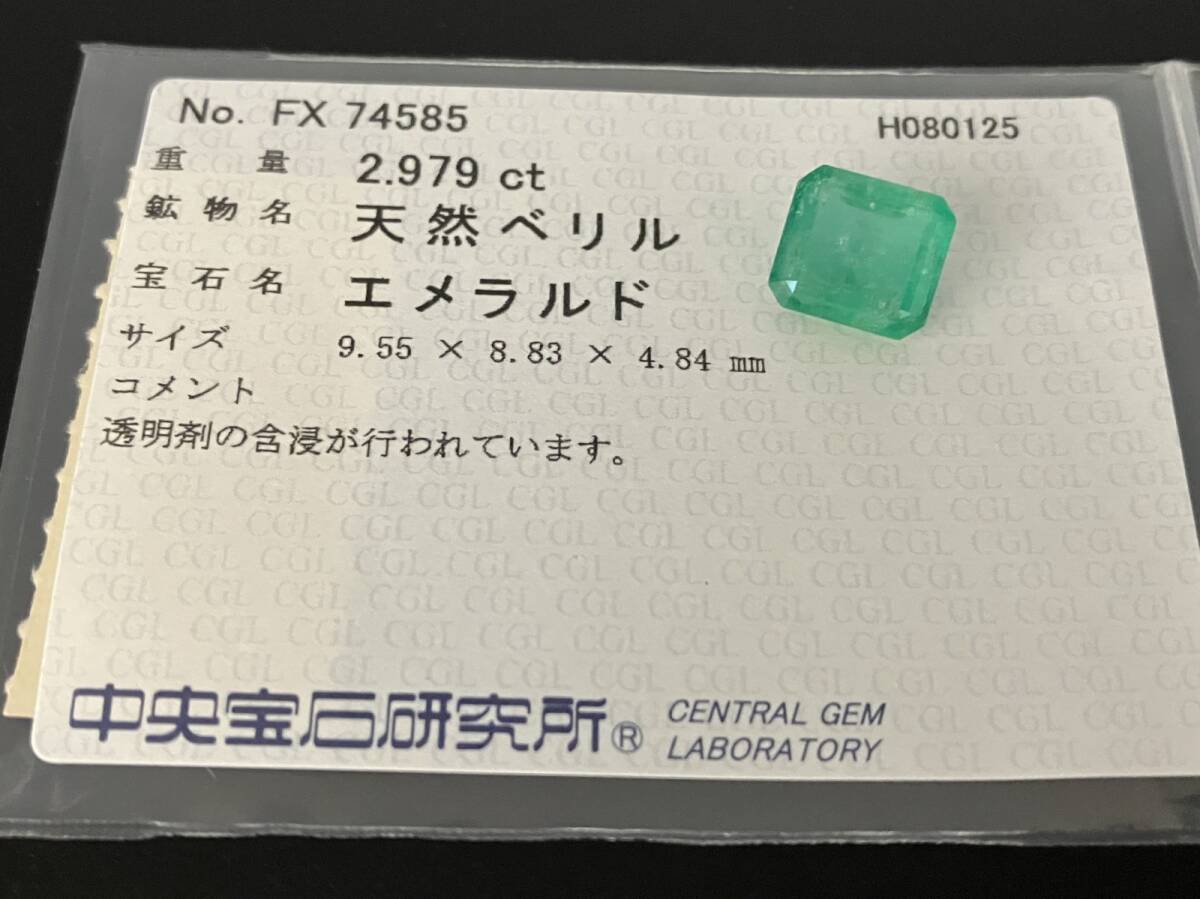 No. FX 74585
H080125
重量 2.979 ct
鉱物名 天然ベリル
宝石名 エメラルド
サイズ 9.55 × 8.83 × 4.84 mm
コメント
透明剤の含浸が行われています。
中央宝石研究所® CENTRAL GEM
LABORATORY